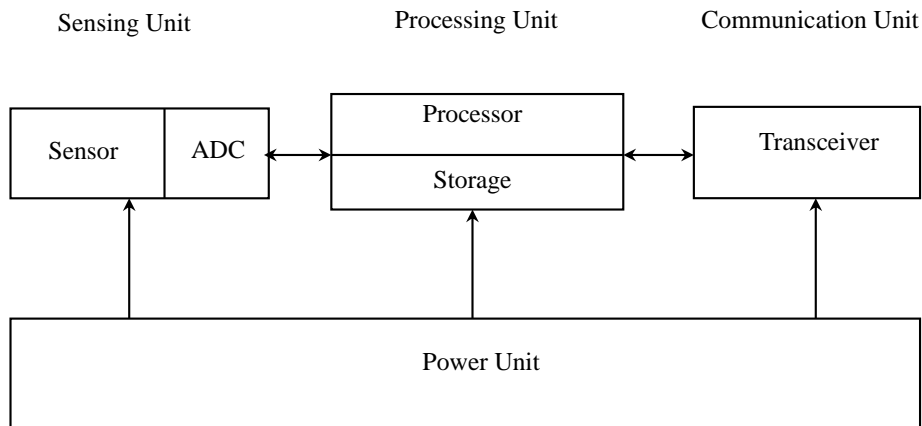 Sensing Unit
Processing Unit
Communication Unit
Sensor
ADC
Processor
Storage
Transceiver
Power Unit